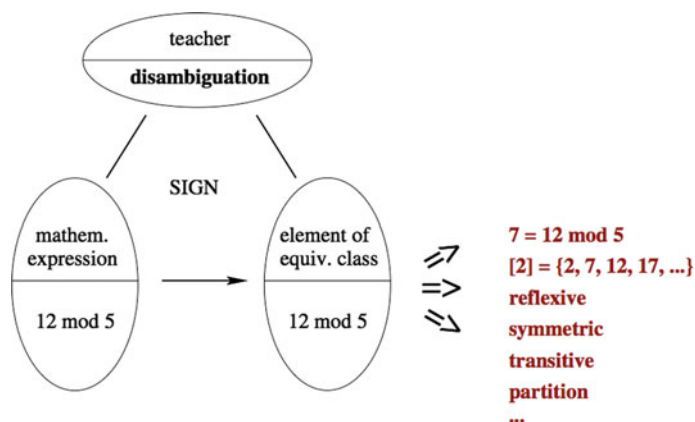 teacher
disambiguation
SIGN
mathem.
expression
12 mod 5
element of
equiv. class
12 mod 5
7 = 12 mod 5
[2] = {2, 7, 12, 17, ...}
reflexive
symmetric
transitive
partition
...